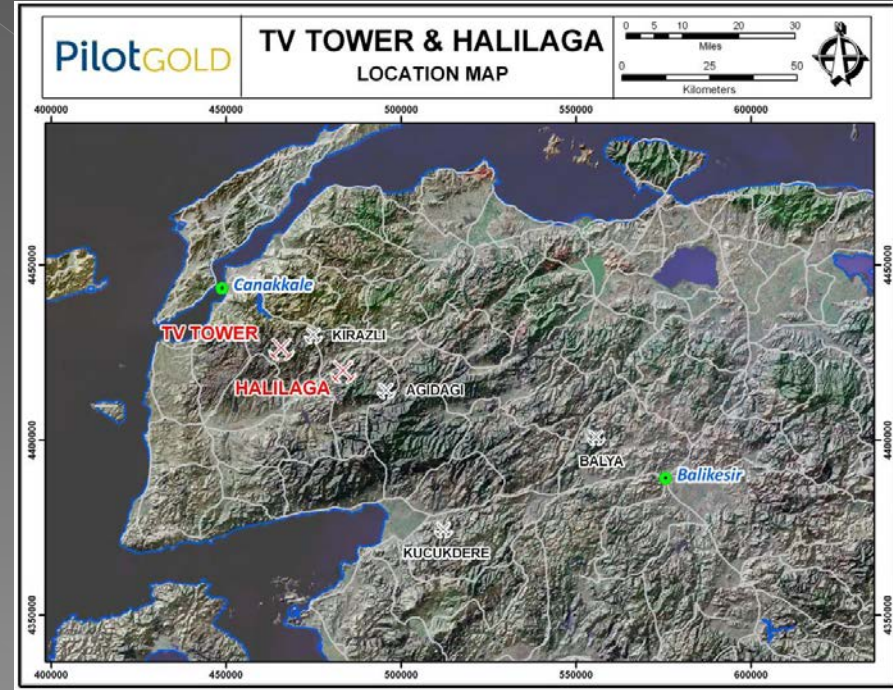 PilotGOLD
TV TOWER & HALILAGA
LOCATION MAP
0 5 10 20 30
Miles
0 25 50
Kilometers
400000 450000 500000 550000 600000
4450000 4450000
Canakkale
TV TOWER
KIRAZLI
HALILAGA
AGIDAGI
4400000 4400000
BALYA
Balikesir
KUCUKDERE
4350000 4350000
400000 450000 500000 550000 600000